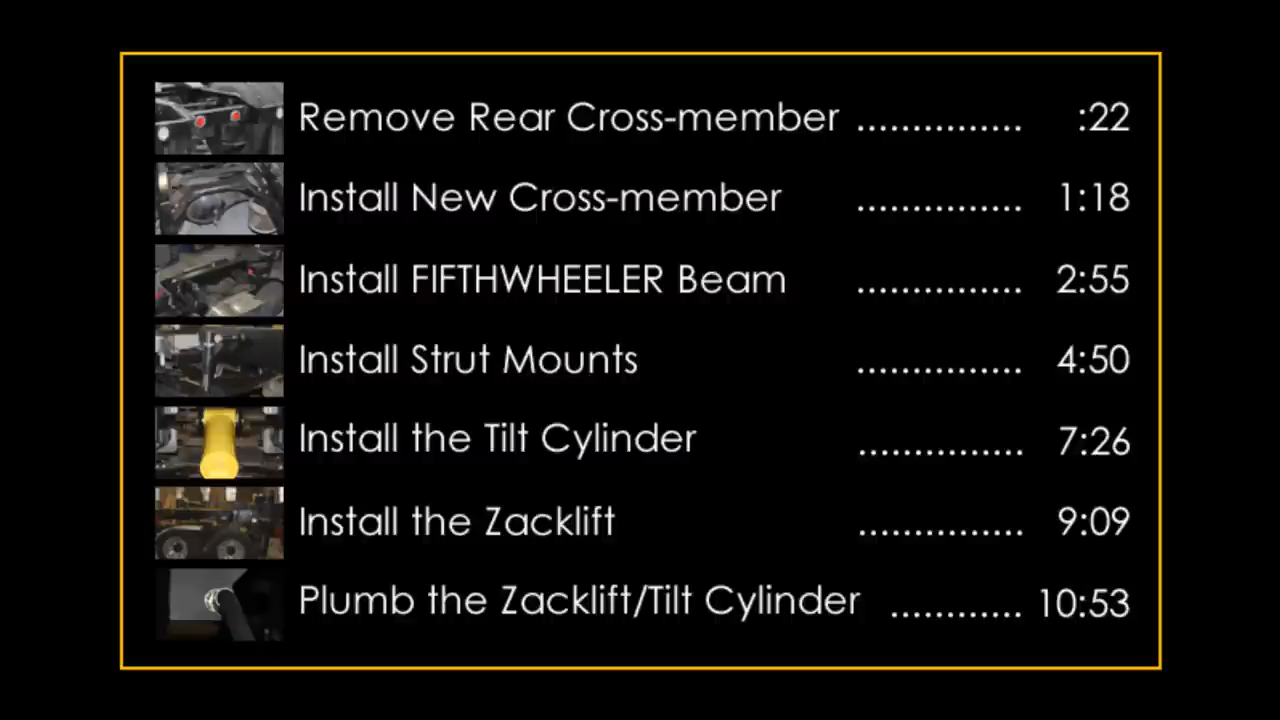 Remove Rear Cross-member ............... :22
Install New Cross-member ............... 1:18
Install FIFTHWHEELER Beam ............... 2:55
Install Strut Mounts ............... 4:50
Install the Tilt Cylinder ............... 7:26
Install the Zacklift ............... 9:09
Plumb the Zacklift/Tilt Cylinder ............ 10:53